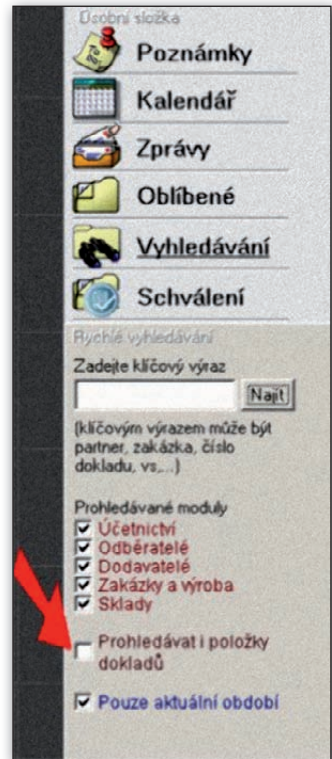 Osobní složka
Poznámky
Kalendář
Zprávy
Oblíbené
Vyhledávání
Schválení
Rychlé vyhledávání
Zadejte klíčový výraz
Najít
(klíčovým výrazem může být
partner, zakázka, číslo
dokladu, vs,...)
Prohledávané moduly
Účetnictví
Odběratelé
Dodavatelé
Zakázky a výroba
Sklady
Prohledávat i položky
dokladů
Pouze aktuální období